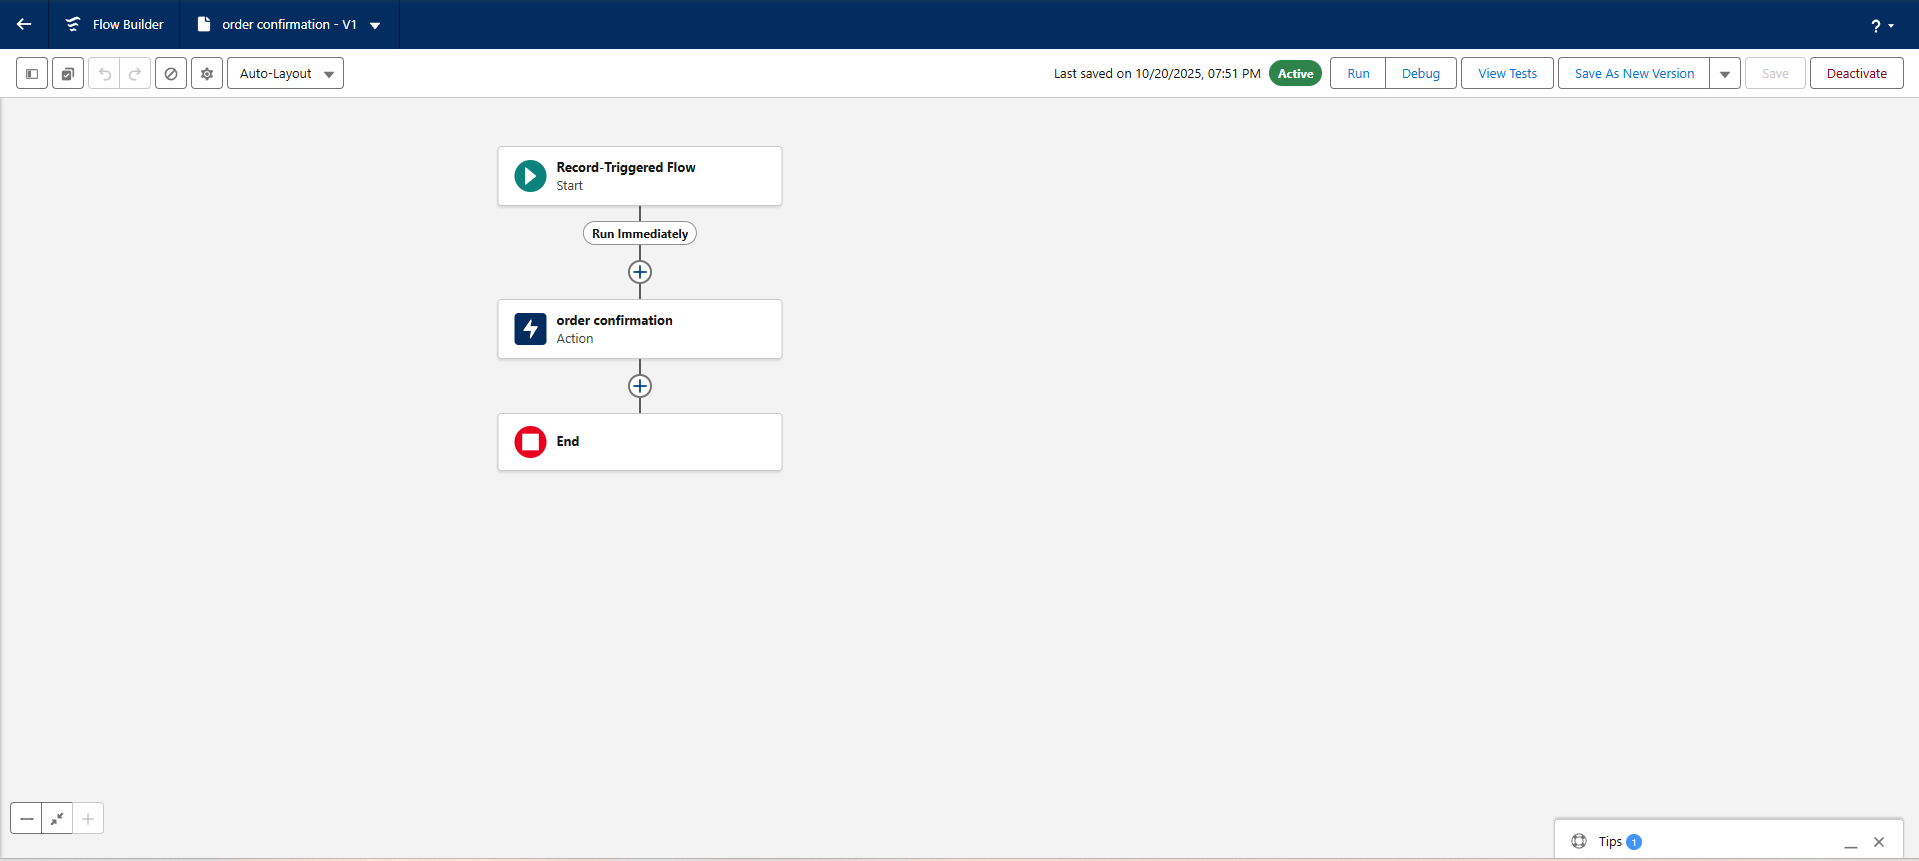 Flow Builder
order confirmation - V1
?
Auto-Layout
Last saved on 10/20/2025, 07:51 PM
Active
Run
Debug
View Tests
Save As New Version
Save
Deactivate
Record-Triggered Flow
Start
Run Immediately
order confirmation
Action
End
Tips 1